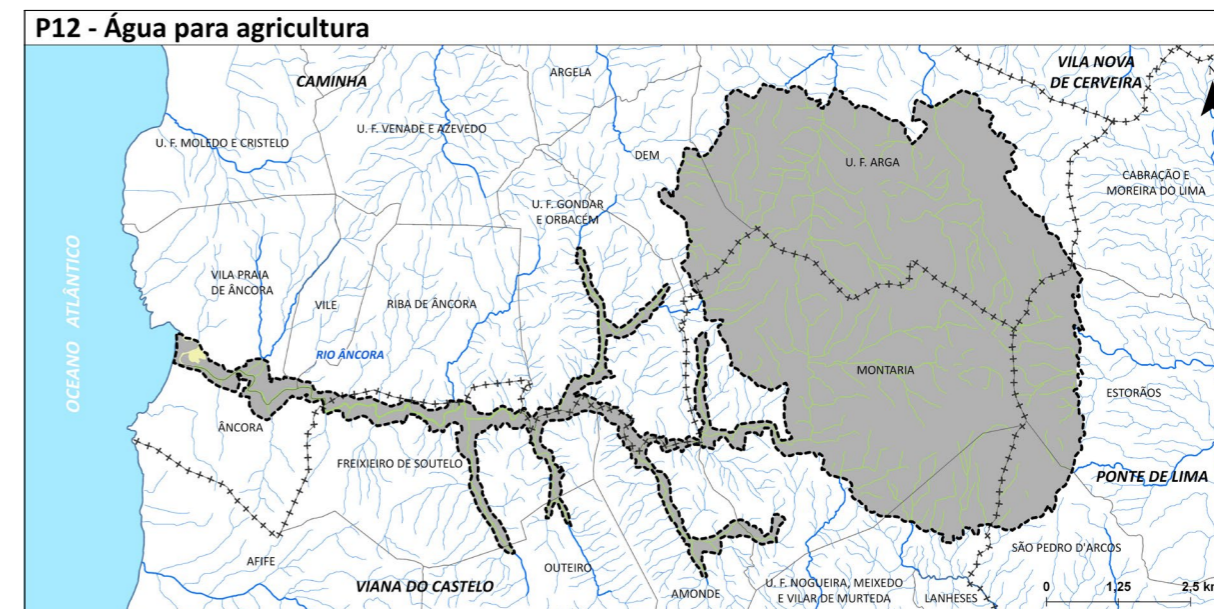 P12 - Água para agricultura
CAMINHA
ARGELA
VILA NOVA
DE CERVEIRA
U. F. MOLEDO E CRISTELO
U. F. VENADE E AZEVEDO
DEM
U. F. ARGA
CABRAÇÃO E
MOREIRA DO LIMA
U. F. GONDAR
E ORBACÉM
OCEANO ATLÂNTICO
VILA PRAIA
DE ÂNCORA
VILE
RIBA DE ÂNCORA
RIO ÂNCORA
MONTARIA
ESTORÃOS
ÂNCORA
FREIXIEIRO DE SOUTELO
PONTE DE LIMA
AFIFE
VIANA DO CASTELO
OUTEIRO
AMONDE
U. F. NOGUEIRA, MEIXEDO
E VILAR DE MURTEDA
LANHESES
SÃO PEDRO D'ARCOS
0 1,25 2,5 km